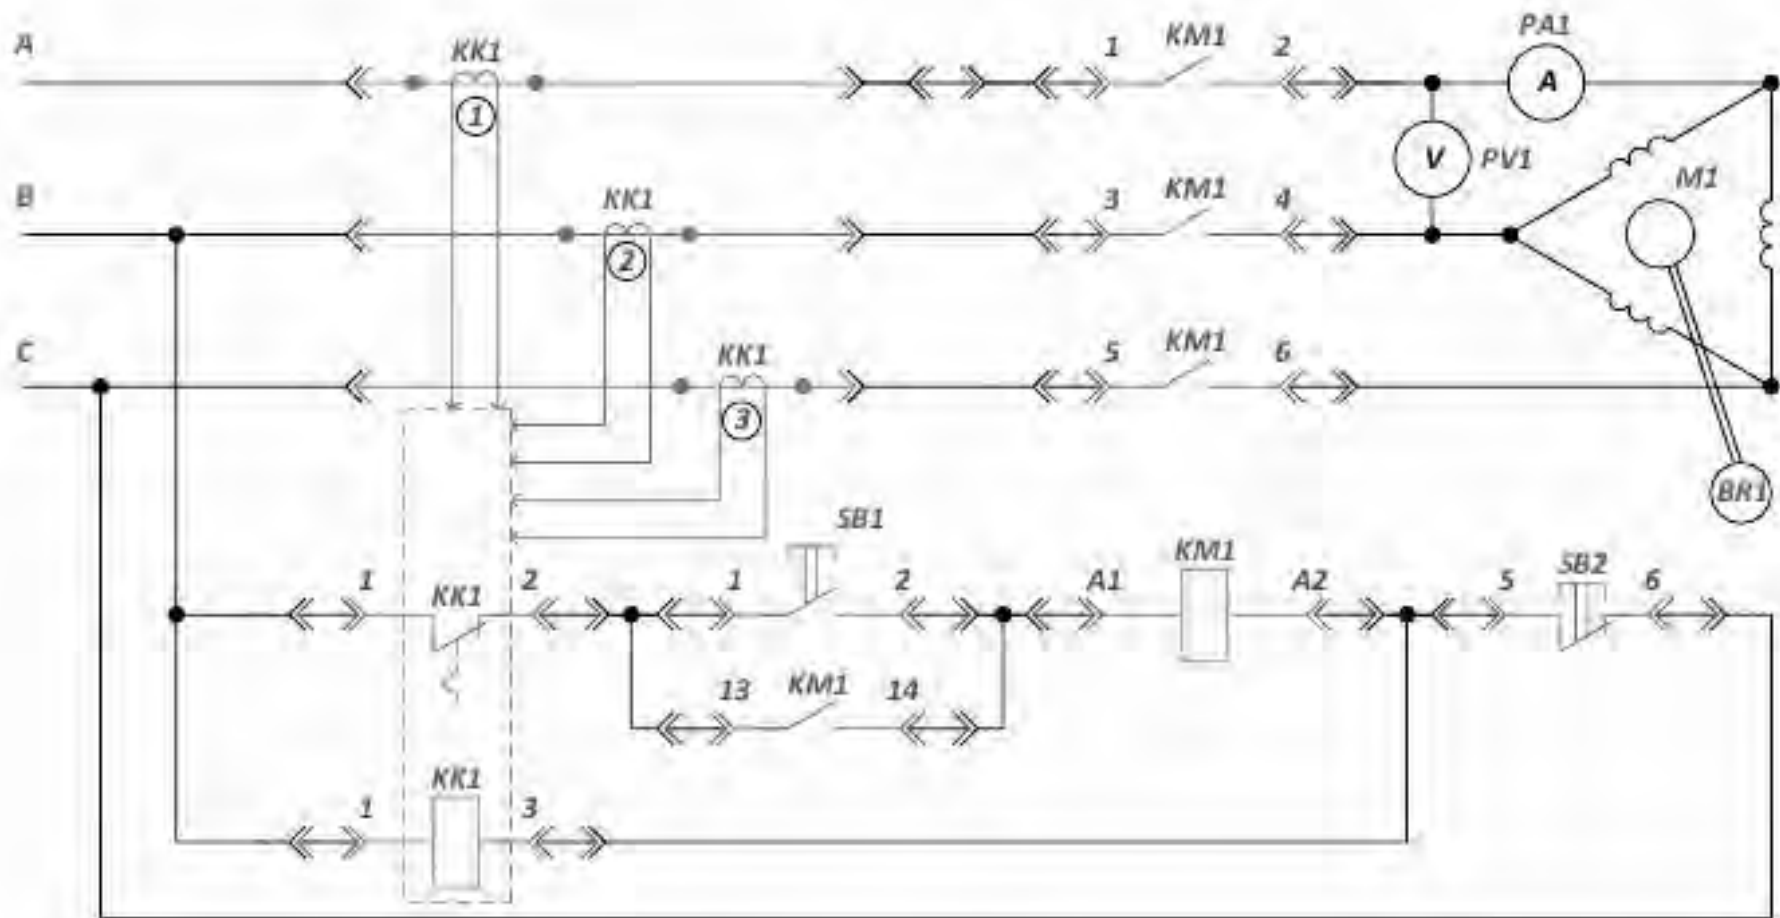 A KK1 1 KM1 2 PA1
1 A
B KK1 3 KM1 4 V PV1 M1
2
C KK1 5 KM1 6
3
BR1
SB1
1 KK1 2 1 2 A1 KM1 A2 5 SB2 6
13 KM1 14
KK1
1 3